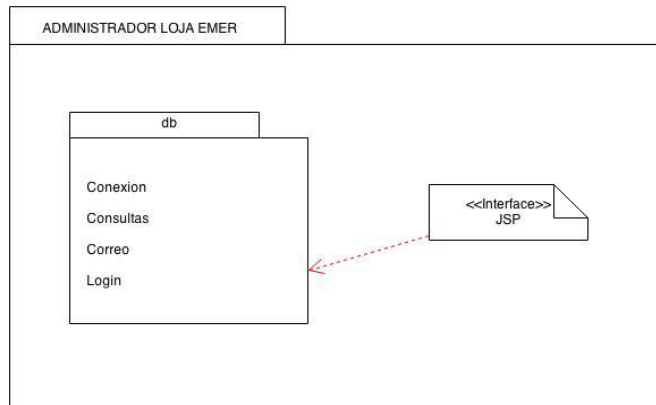 ADMINISTRADOR LOJA EMER
db
Conexion
Consultas
Correo
Login
<<Interface>>
JSP